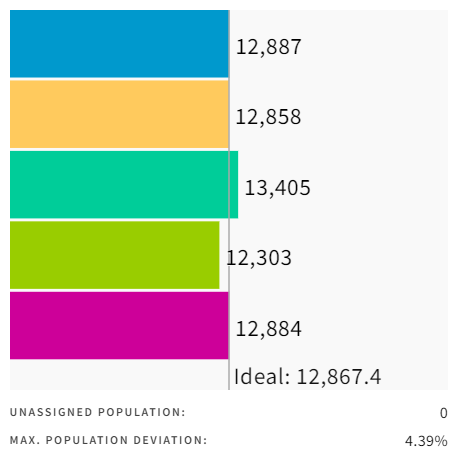 12,887
12,858
13,405
12,303
12,884
Ideal: 12,867.4
UNASSIGNED POPULATION: 0
MAX. POPULATION DEVIATION: 4.39%